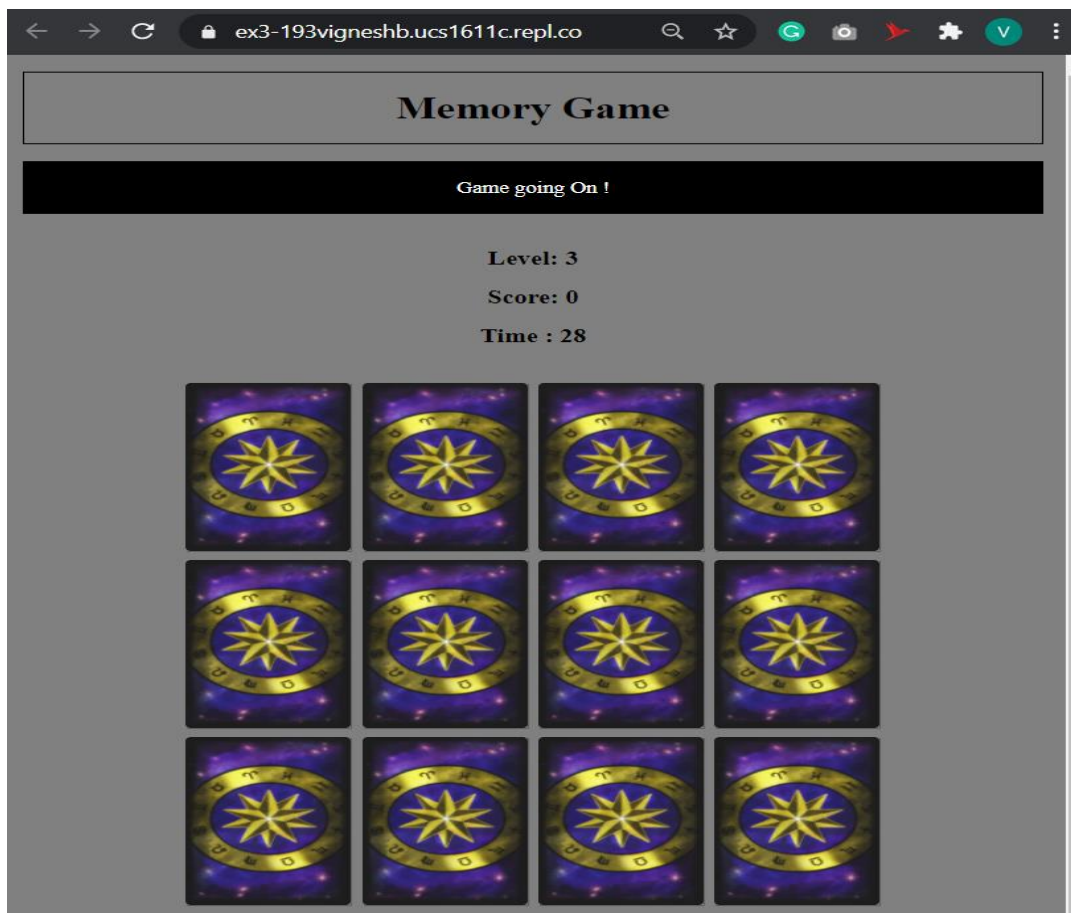 ex3-193vigneshb.ucs1611c.repl.co
G
V
Memory Game
Game going On !
Level: 3
Score: 0
Time : 28